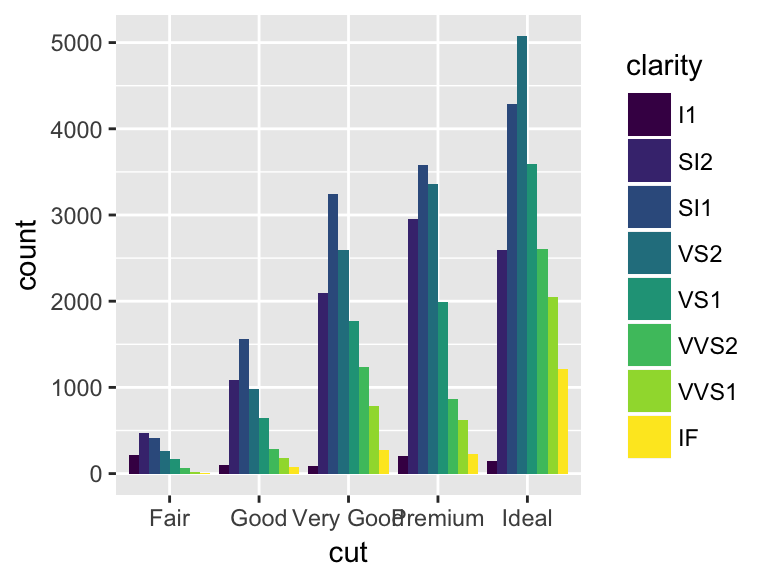 5000
4000
3000
2000
1000
0
count
Fair
Good
Very Good
Premium
Ideal
cut
clarity
I1
SI2
SI1
VS2
VS1
VVS2
VVS1
IF